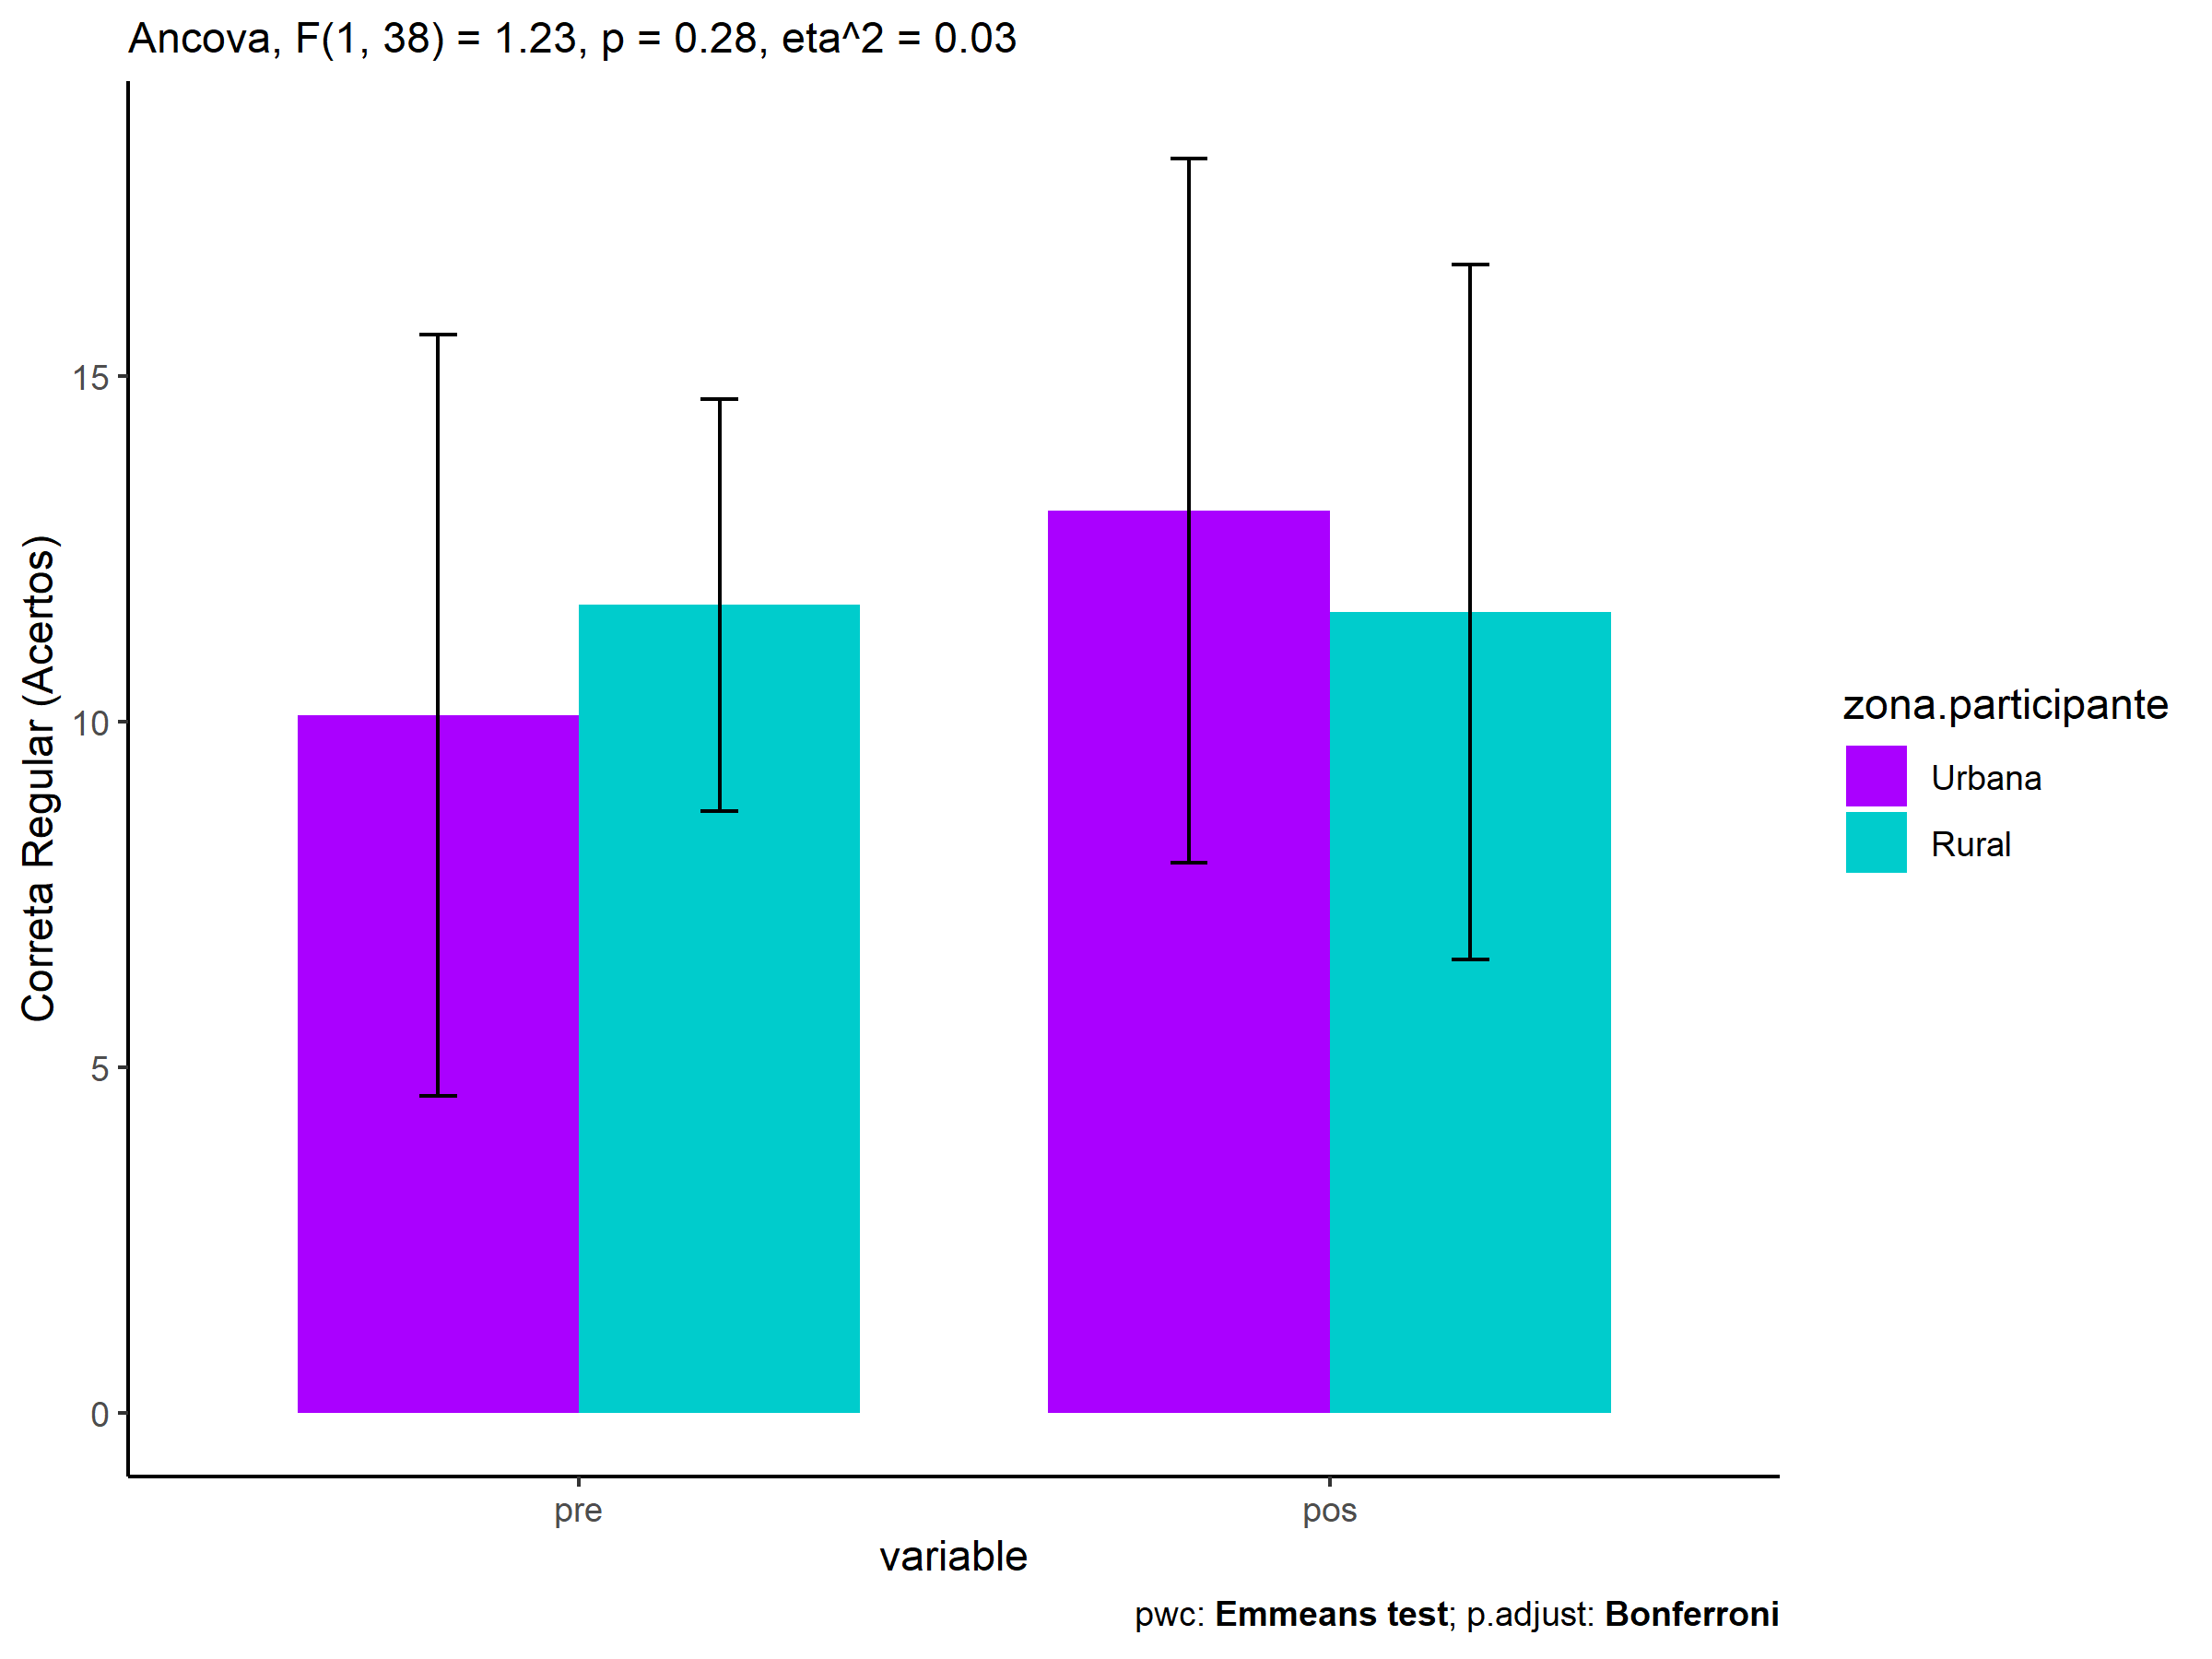 Ancova, F(1, 38) = 1.23, p = 0.28, eta^2 = 0.03
Correta Regular (Acertos)
15
10
5
0
pre
pos
variable
zona.participante
Urbana
Rural
pwc: Emmeans test; p.adjust: Bonferroni